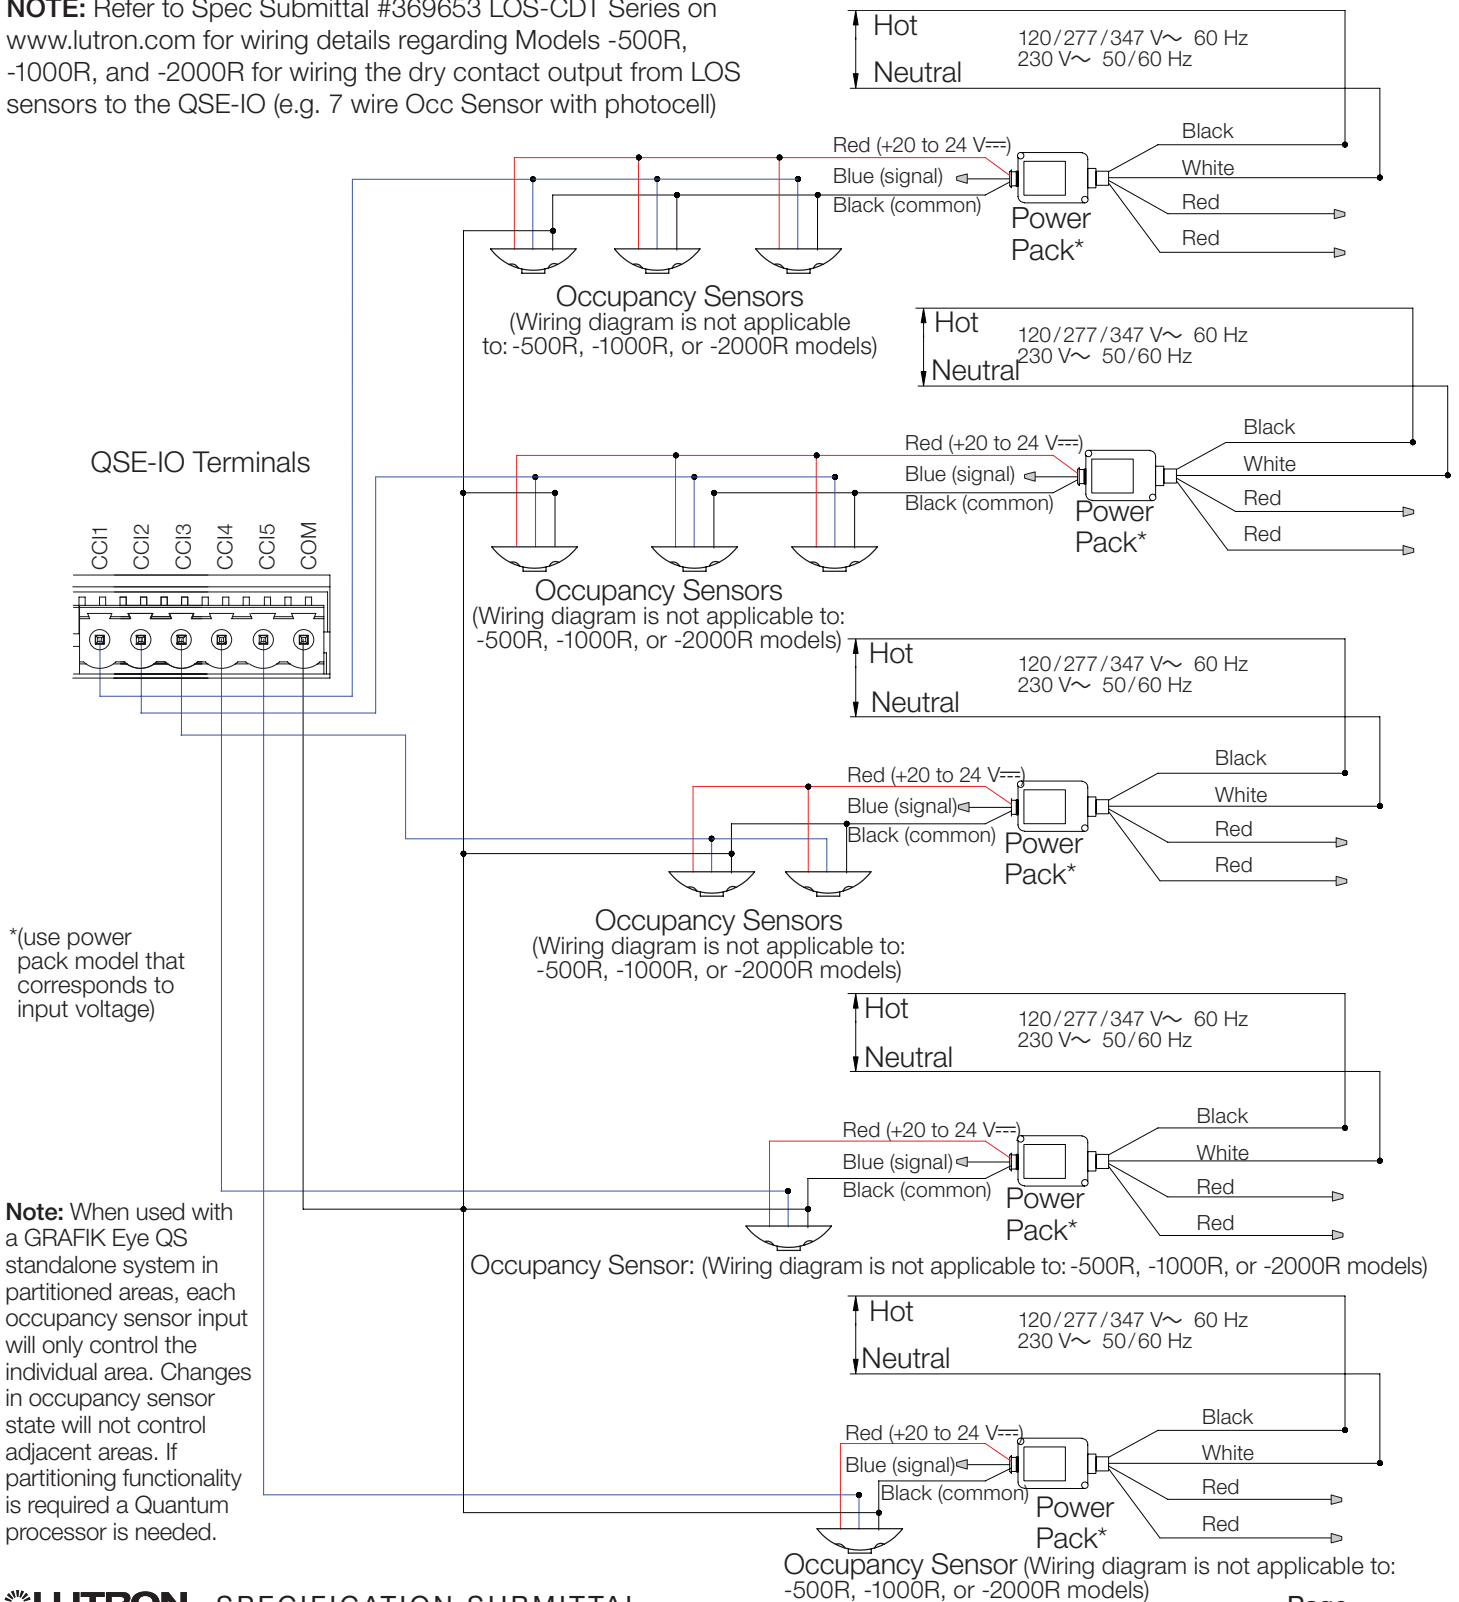 NOTE: Refer to Spec Submittal #369653 LOS-CDT Series on
www.lutron.com for wiring details regarding Models -500R,
-1000R, and -2000R for wiring the dry contact output from LOS
sensors to the QSE-IO (e.g. 7 wire Occ Sensor with photocell)
Hot
Neutral
120/277/347 V~ 60 Hz
230 V~ 50/60 Hz
Red (+20 to 24 V⎓)
Blue (signal)
Black (common)
Power
Pack*
Black
White
Red
Red
Occupancy Sensors
(Wiring diagram is not applicable
to: -500R, -1000R, or -2000R models)
Hot
Neutral
120/277/347 V~ 60 Hz
230 V~ 50/60 Hz
Red (+20 to 24 V⎓)
Blue (signal)
Black (common)
Power
Pack*
Black
White
Red
Red
Occupancy Sensors
(Wiring diagram is not applicable to:
-500R, -1000R, or -2000R models)
QSE-IO Terminals
CCI1
CCI2
CCI3
CCI4
CCI5
COM
Hot
Neutral
120/277/347 V~ 60 Hz
230 V~ 50/60 Hz
Red (+20 to 24 V⎓)
Blue (signal)
Black (common)
Power
Pack*
Black
White
Red
Red
Occupancy Sensors
(Wiring diagram is not applicable to:
-500R, -1000R, or -2000R models)
*(use power
pack model that
corresponds to
input voltage)
Hot
Neutral
120/277/347 V~ 60 Hz
230 V~ 50/60 Hz
Red (+20 to 24 V⎓)
Blue (signal)
Black (common)
Power
Pack*
Black
White
Red
Red
Occupancy Sensor: (Wiring diagram is not applicable to: -500R, -1000R, or -2000R models)
Note: When used with
a GRAFIK Eye QS
standalone system in
partitioned areas, each
occupancy sensor input
will only control the
individual area. Changes
in occupancy sensor
state will not control
adjacent areas. If
partitioning functionality
is required a Quantum
processor is needed.
Hot
Neutral
120/277/347 V~ 60 Hz
230 V~ 50/60 Hz
Red (+20 to 24 V⎓)
Blue (signal)
Black (common)
Power
Pack*
Black
White
Red
Red
Occupancy Sensor (Wiring diagram is not applicable to:
-500R, -1000R, or -2000R models)
LUTRON SPECIFICATION SUBMITTAL
Page